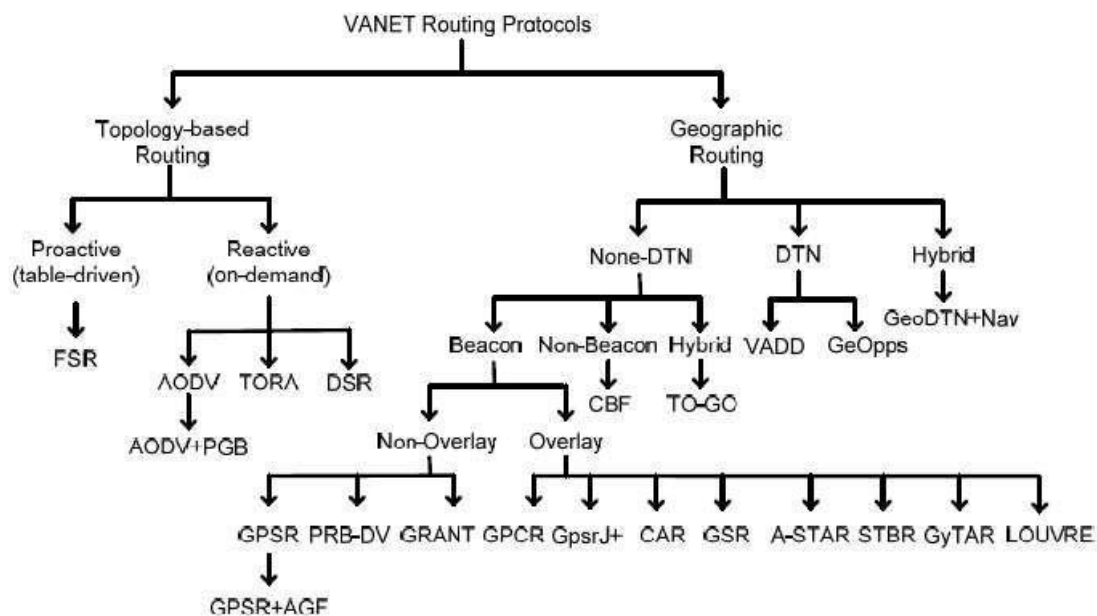 VANET Routing Protocols
Topology-based
Routing
Geographic
Routing
Proactive
(table-driven)
Reactive
(on-demand)
None-DTN
DTN
Hybrid
FSR
AODV
TORA
DSR
AODV+PGB
Beacon
Non-Beacon
Hybrid
VADD
GeOpps
GeoDTN+Nav
CBF
TO-GO
Non-Overlay
Overlay
GPSR
PRB-DV
GRANT
GPCR
GpsrJ+
CAR
GSR
A-STAR
STBR
GyTAR
LOUVRE
GPSR+AGF